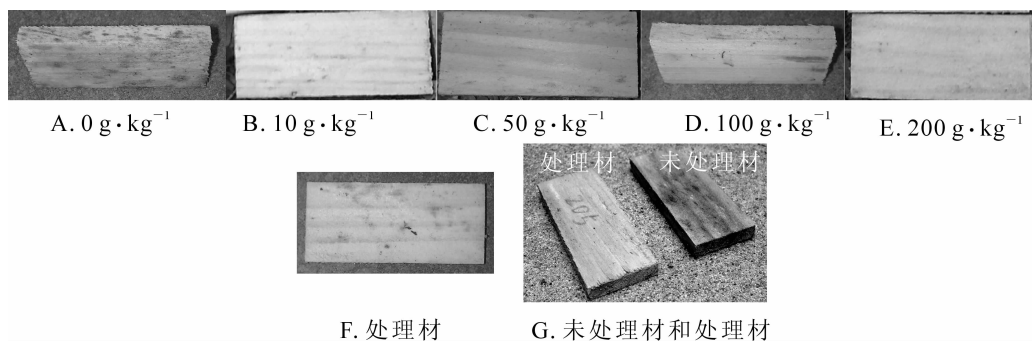 A. 0 g·kg⁻¹
B. 10 g·kg⁻¹
C. 50 g·kg⁻¹
D. 100 g·kg⁻¹
E. 200 g·kg⁻¹
处理材
未处理材
F. 处理材
G. 未处理材和处理材